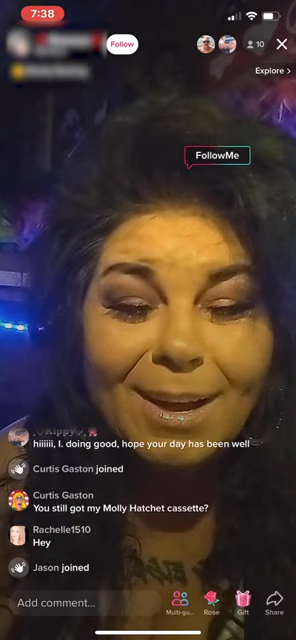 7:38
Follow
10
Explore >
FollowMe
Kippy
hiiiiii, I. doing good, hope your day has been well
Curtis Gaston joined
Curtis Gaston
You still got my Molly Hatchet cassette?
Rachelle1510
Hey
Jason joined
Add comment...
Multi-gu...
Rose
Gift
Share